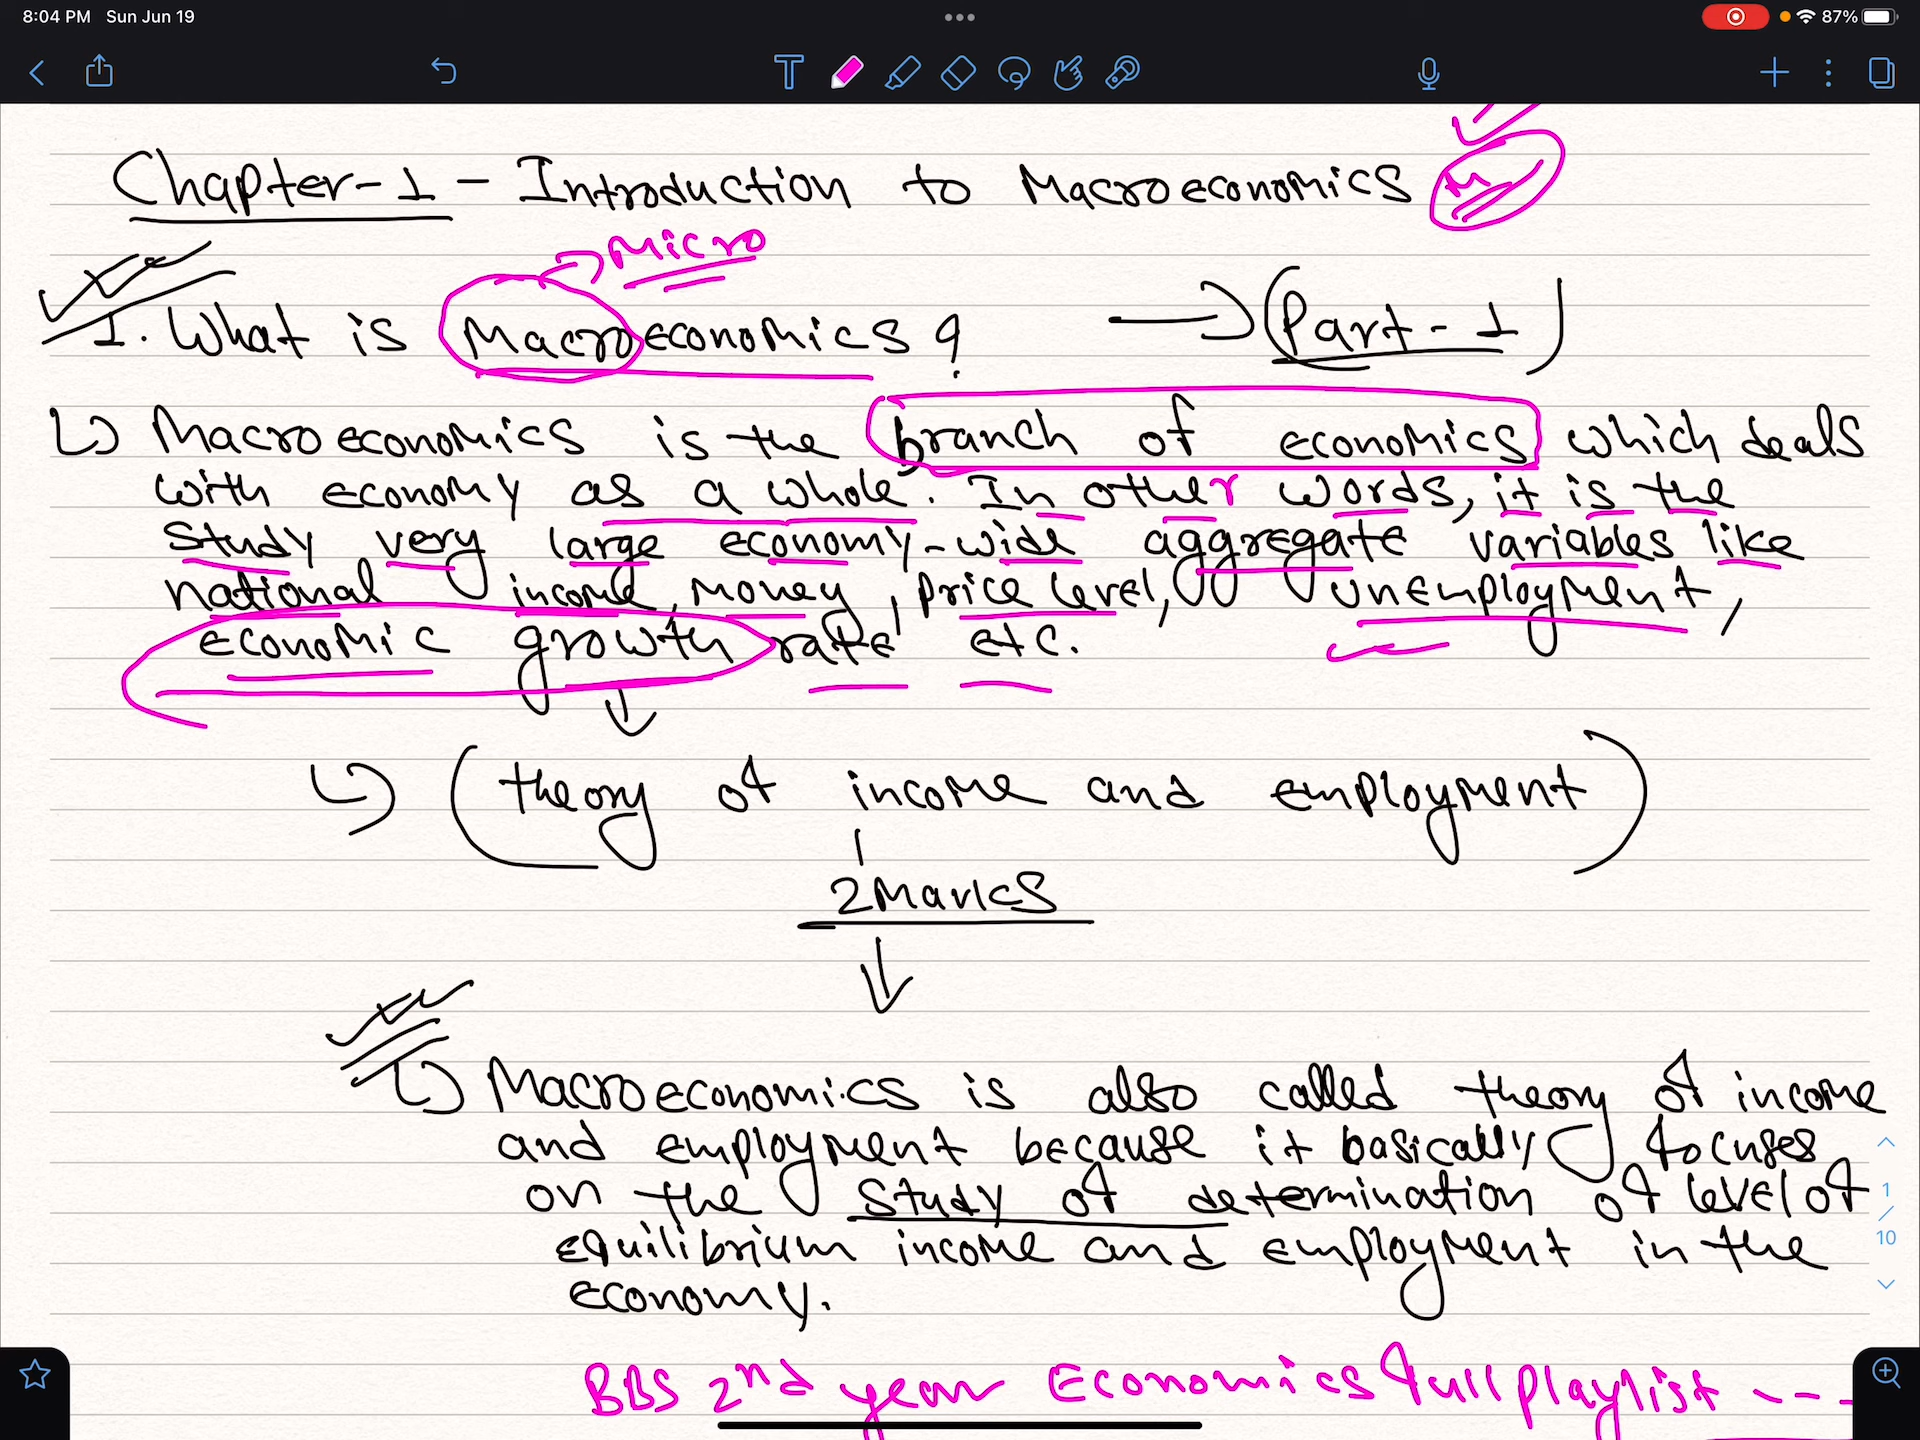 8:04 PM Sun Jun 19
87%
Chapter-1 - Introduction to Macroeconomics
Micro
1. What is Macroeconomics?
(Part-1)
Macroeconomics is the branch of economics which deals
with economy as a whole. In other words, it is the
study very large economy-wide aggregate variables like
national income, money, price level, unemployment,
economic growth rate etc.
(theory of income and employment)
2 Marks
Macroeconomics is also called theory of income
and employment because it basically focuses
on the study of determination of level of
equilibrium income and employment in the
economy.
1
/
10
BBS 2nd year Economics full playlist ---